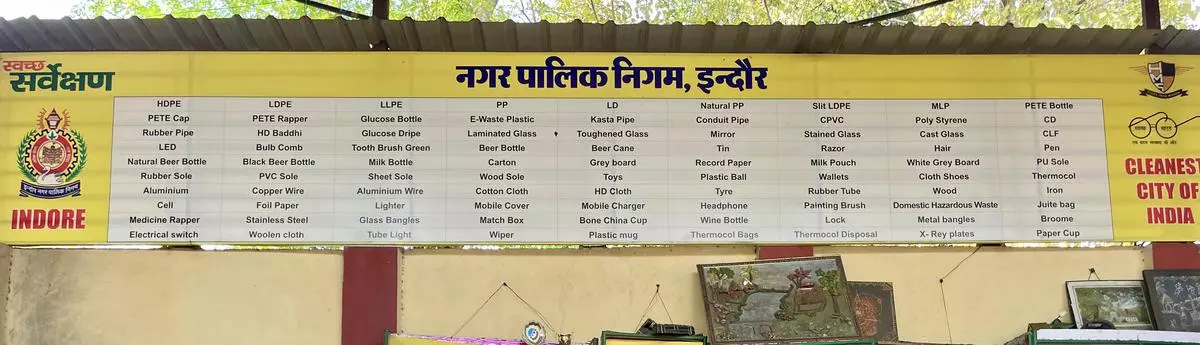 स्वच्छ
सर्वेक्षण
नगर पालिक निगम, इन्दौर
HDPE LDPE LLPE PP LD Natural PP Slit LDPE MLP PETE Bottle
PETE Cap PETE Rapper Glucose Bottle E-Waste Plastic Kasta Pipe Conduit Pipe CPVC Poly Styrene CD
Rubber Pipe HD Baddhi Glucose Dripe Laminated Glass Toughened Glass Mirror Stained Glass Cast Glass CLF
LED Bulb Comb Tooth Brush Green Beer Bottle Beer Cane Tin Razor Hair Pen
Natural Beer Bottle Black Beer Bottle Milk Bottle Carton Grey board Record Paper Milk Pouch White Grey Board PU Sole
Rubber Sole PVC Sole Sheet Sole Wood Sole Toys Plastic Ball Wallets Cloth Shoes Thermocol
Aluminium Copper Wire Aluminium Wire Cotton Cloth HD Cloth Tyre Rubber Tube Wood Iron
Cell Foil Paper Lighter Mobile Cover Mobile Charger Headphone Painting Brush Domestic Hazardous Waste Juite bag
Medicine Rapper Stainless Steel Glass Bangles Match Box Bone China Cup Wine Bottle Lock Metal bangles Broome
Electrical switch Woolen cloth Tube Light Wiper Plastic mug Thermocol Bags Thermocol Disposal X- Rey plates Paper Cup
इन्दौर नगर पालिक निगम
INDORE
स्वच्छ भारत
CLEANEST
CITY OF
INDIA